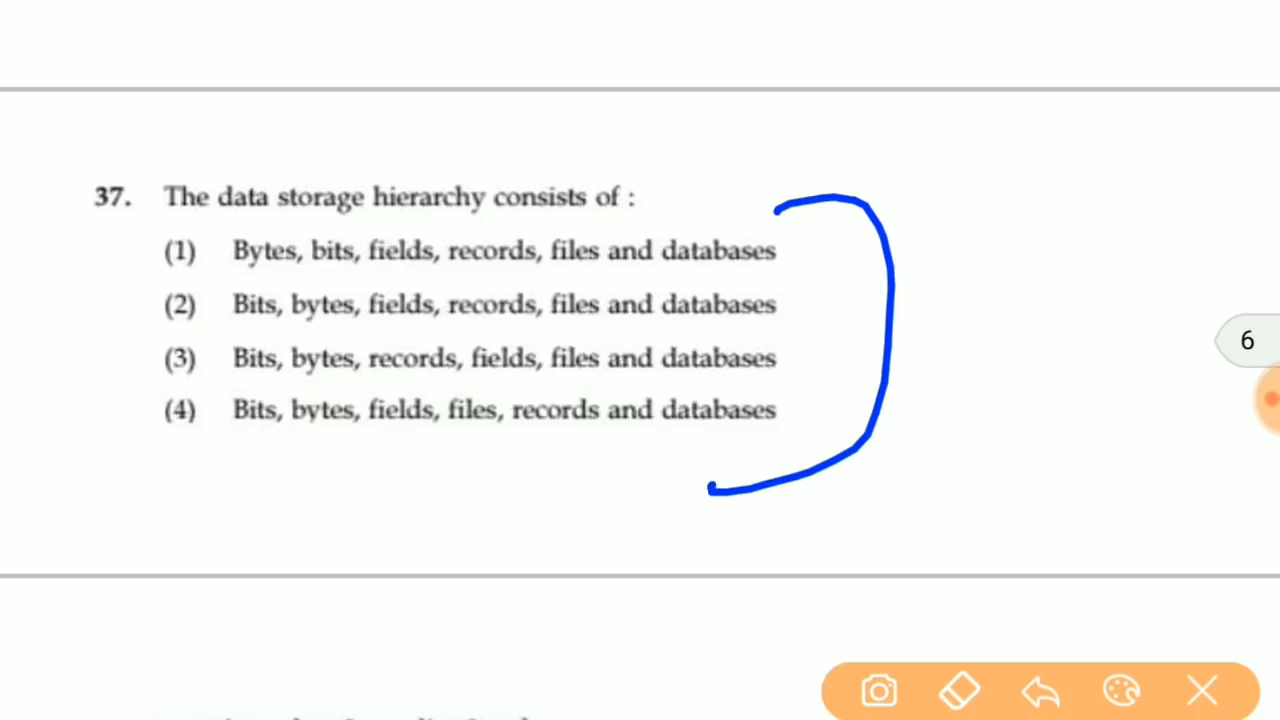 37. The data storage hierarchy consists of :
(1) Bytes, bits, fields, records, files and databases
(2) Bits, bytes, fields, records, files and databases
(3) Bits, bytes, records, fields, files and databases
(4) Bits, bytes, fields, files, records and databases
6